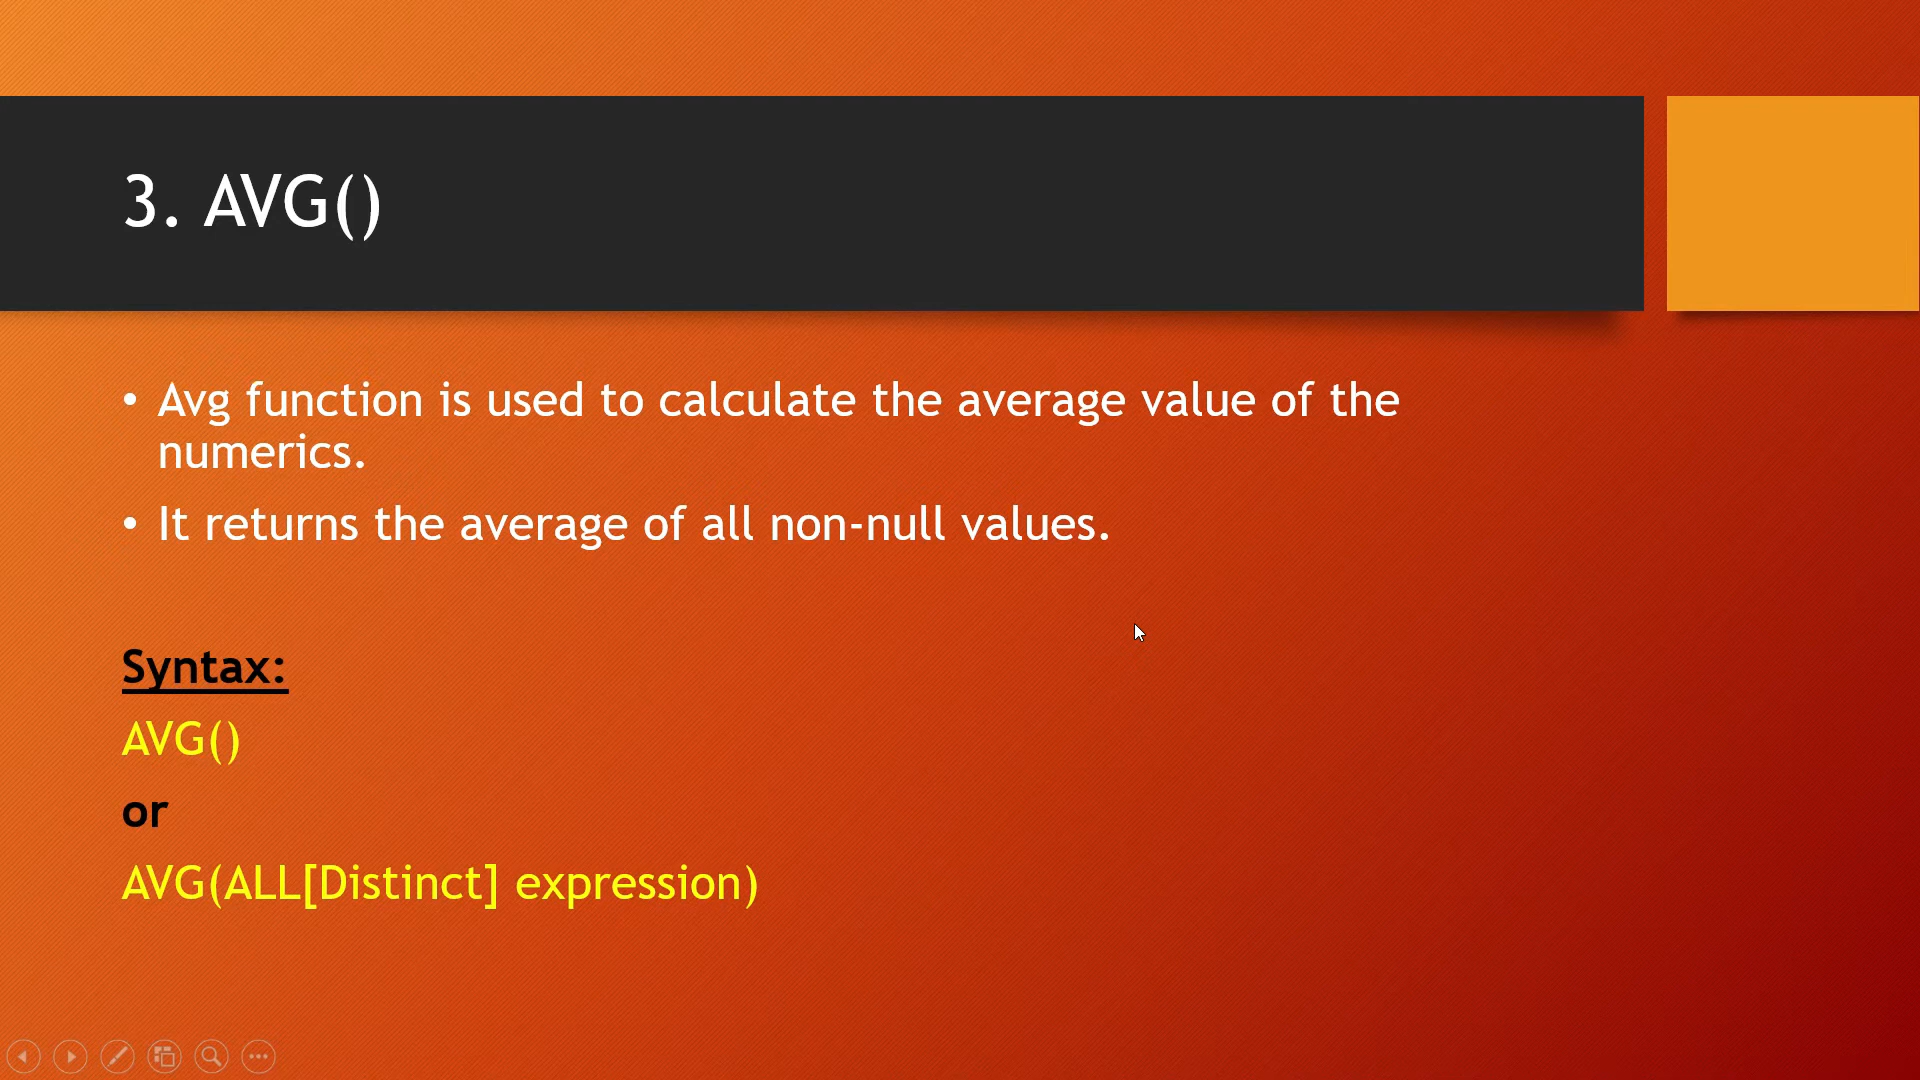 3. AVG()
• Avg function is used to calculate the average value of the
numerics.
• It returns the average of all non-null values.
Syntax:
AVG()
or
AVG(ALL[Distinct] expression)